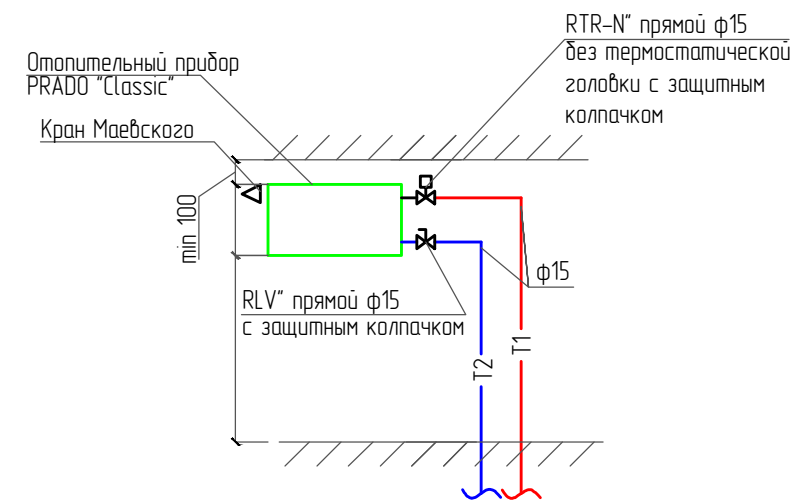 RTR-N" прямой ф15
без термостатической
головки с защитным
колпачком
Отопительный прибор
PRADO "Classic"
Кран Маевского
min 100
ф15
RLV" прямой ф15
с защитным колпачком
T2
T1